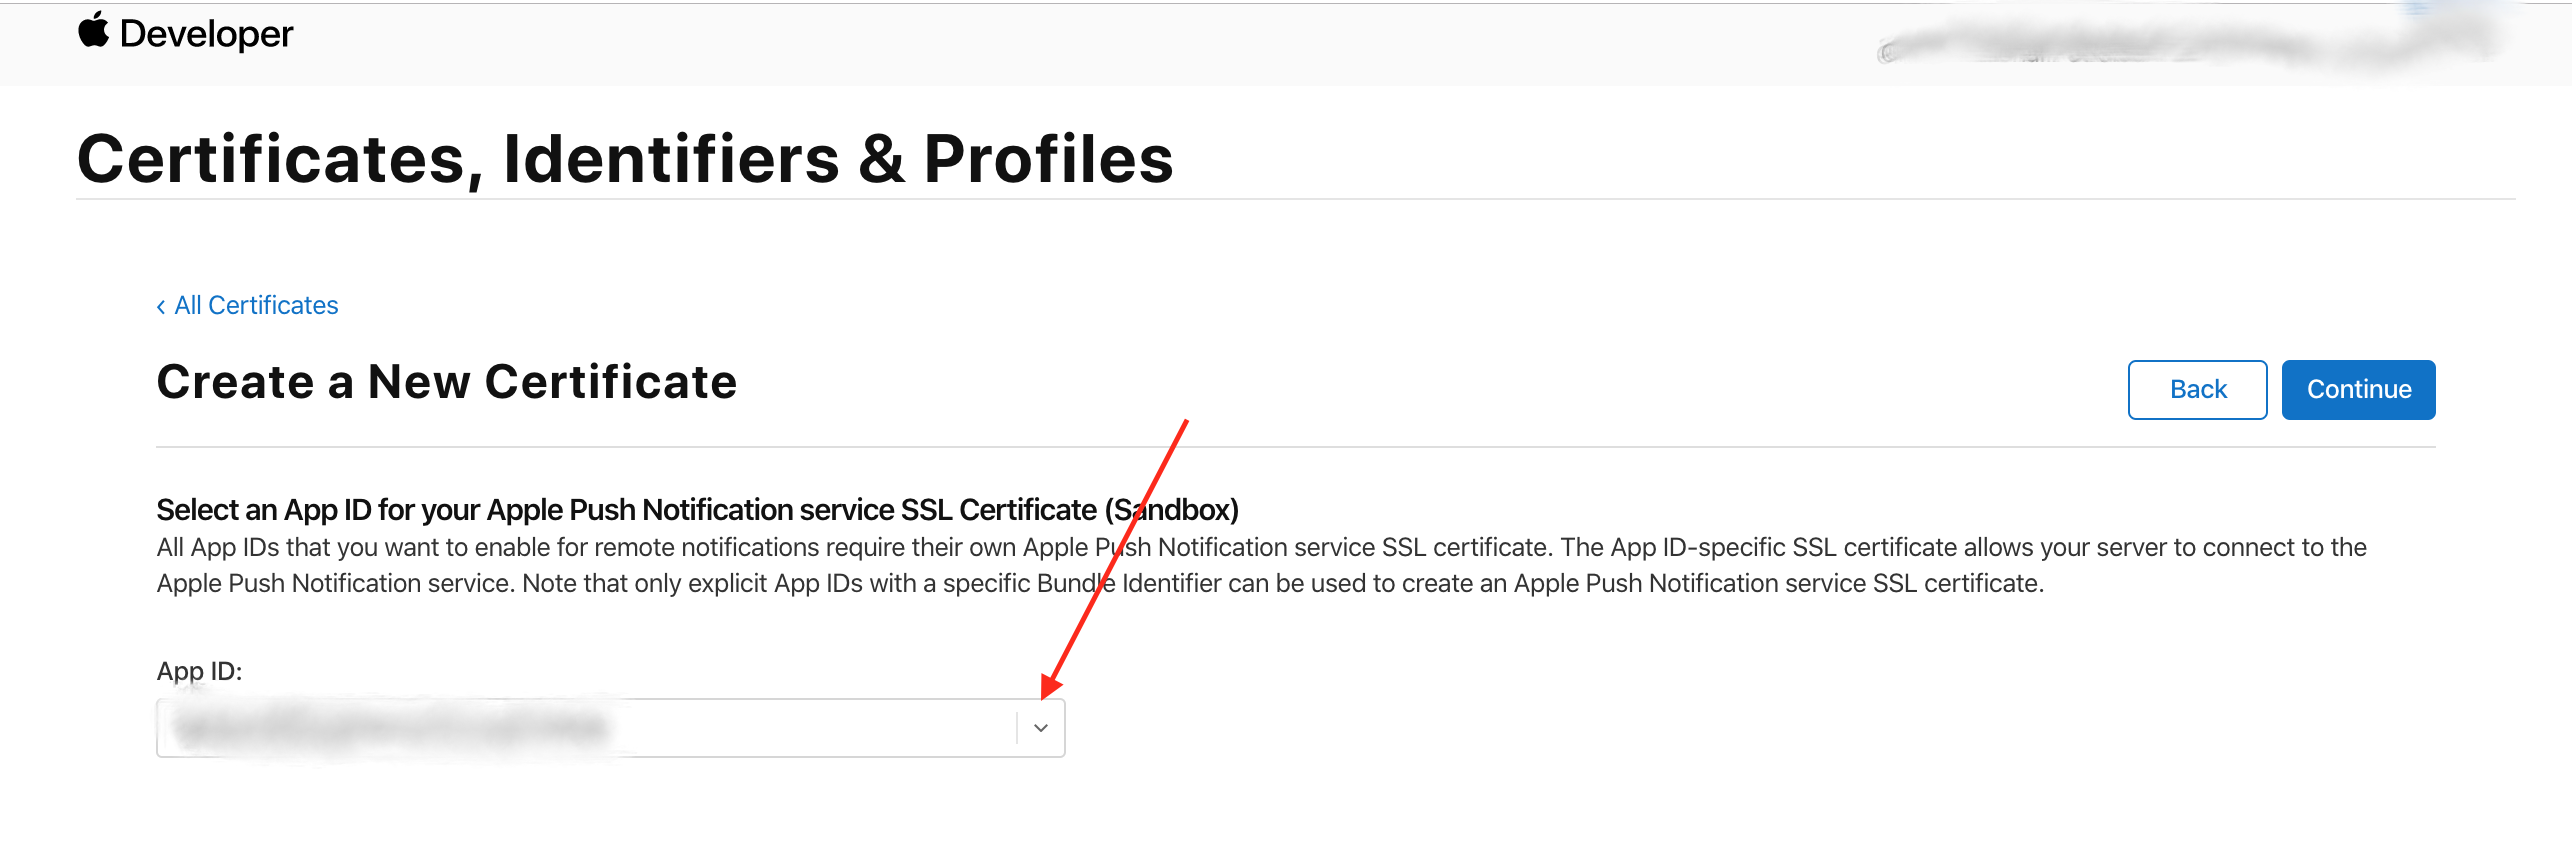 Developer
Certificates, Identifiers & Profiles
‹ All Certificates
Create a New Certificate
Back
Continue
Select an App ID for your Apple Push Notification service SSL Certificate (Sandbox)
All App IDs that you want to enable for remote notifications require their own Apple Push Notification service SSL certificate. The App ID-specific SSL certificate allows your server to connect to the
Apple Push Notification service. Note that only explicit App IDs with a specific Bundle Identifier can be used to create an Apple Push Notification service SSL certificate.
App ID: